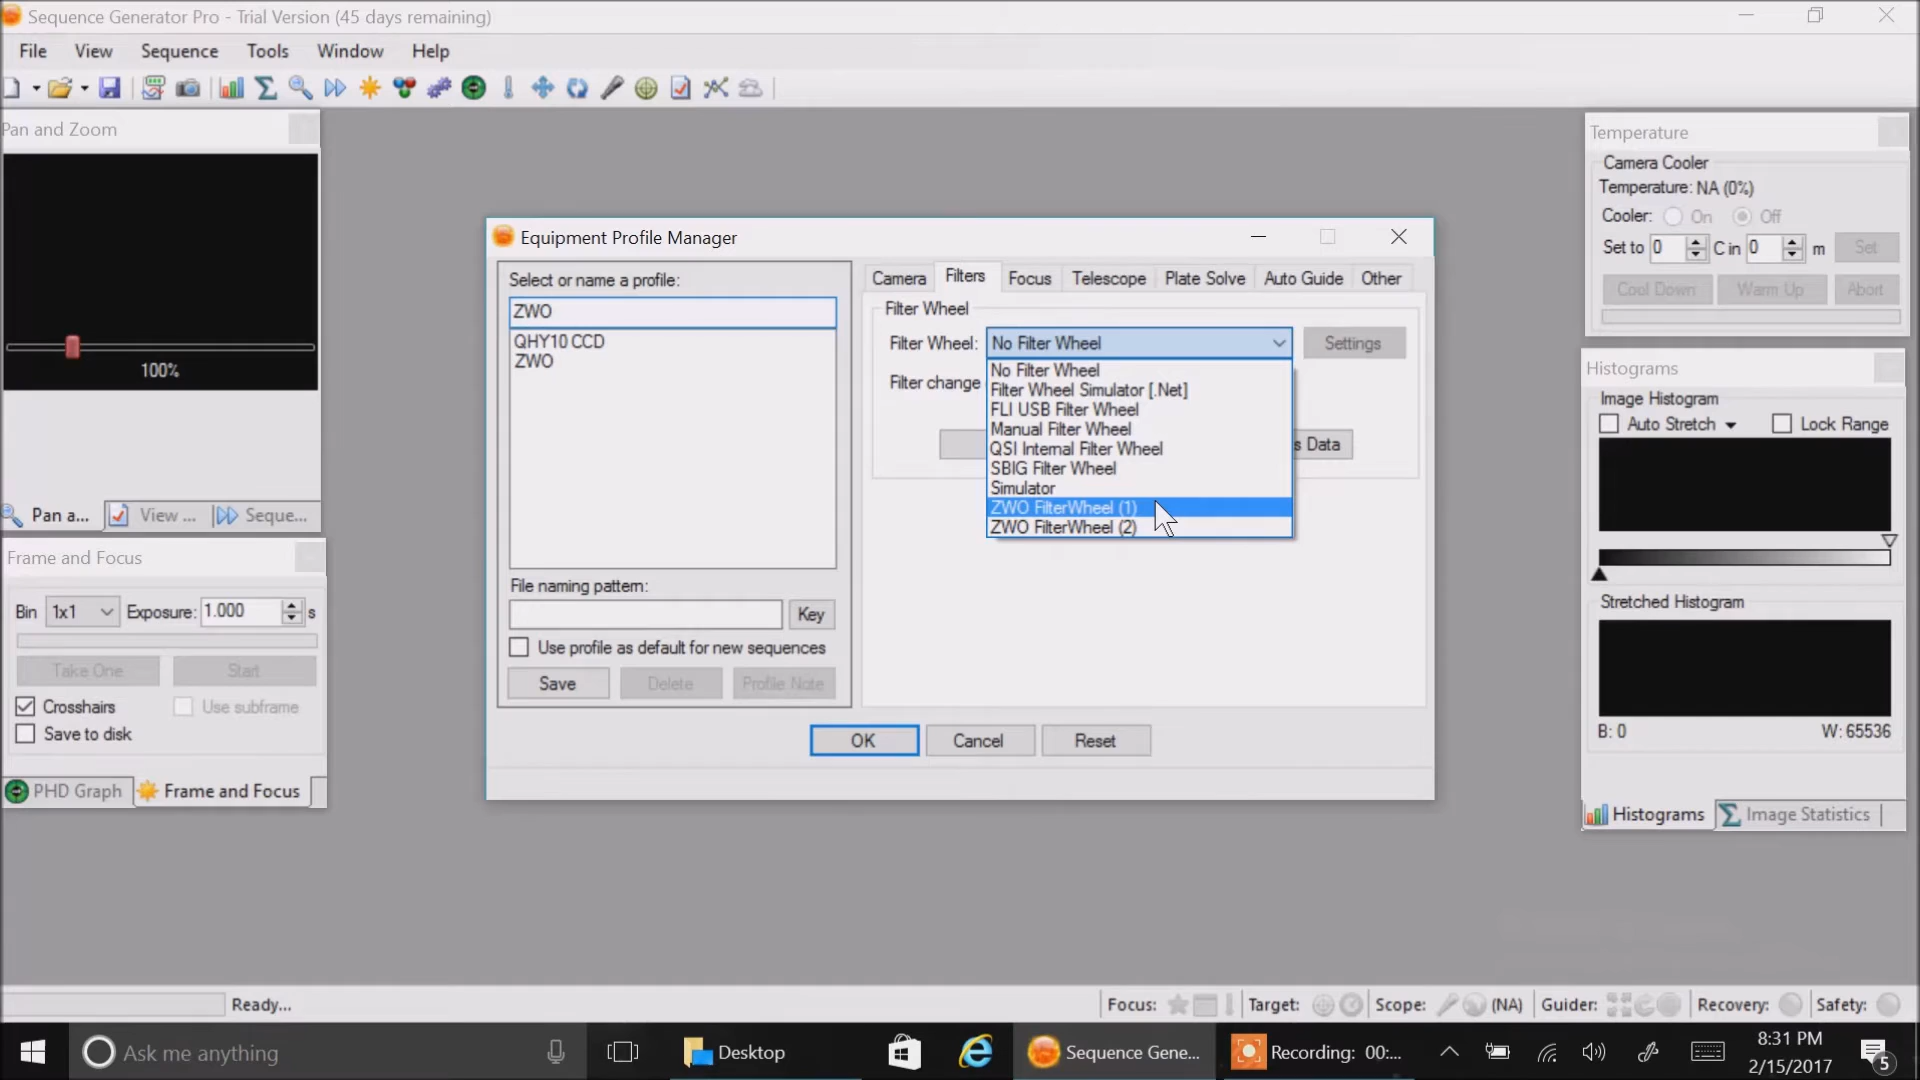 Sequence Generator Pro - Trial Version (45 days remaining)
File View Sequence Tools Window Help
Pan and Zoom
100%
Pan a... View ... Seque...
Frame and Focus
Bin 1x1 Exposure: 1.000 s
Take One Start
Crosshairs Use subframe
Save to disk
PHD Graph Frame and Focus
Equipment Profile Manager
Select or name a profile:
ZWO
QHY10 CCD
ZWO
File naming pattern:
Key
Use profile as default for new sequences
Save Delete Profile Note
Camera Filters Focus Telescope Plate Solve Auto Guide Other
Filter Wheel
Filter Wheel: No Filter Wheel Settings
Filter change
s Data
No Filter Wheel
Filter Wheel Simulator [.Net]
FLI USB Filter Wheel
Manual Filter Wheel
QSI Internal Filter Wheel
SBIG Filter Wheel
Simulator
ZWO FilterWheel (1)
ZWO FilterWheel (2)
OK Cancel Reset
Temperature
Camera Cooler
Temperature: NA (0%)
Cooler: On Off
Set to 0 C in 0 m Set
Cool Down Warm Up Abort
Histograms
Image Histogram
Auto Stretch Lock Range
Stretched Histogram
B: 0 W: 65536
Histograms Image Statistics
Ready... Focus: Target: Scope: (NA) Guider: Recovery: Safety:
Ask me anything Desktop Sequence Gene... Recording: 00:... 8:31 PM
2/15/2017 5